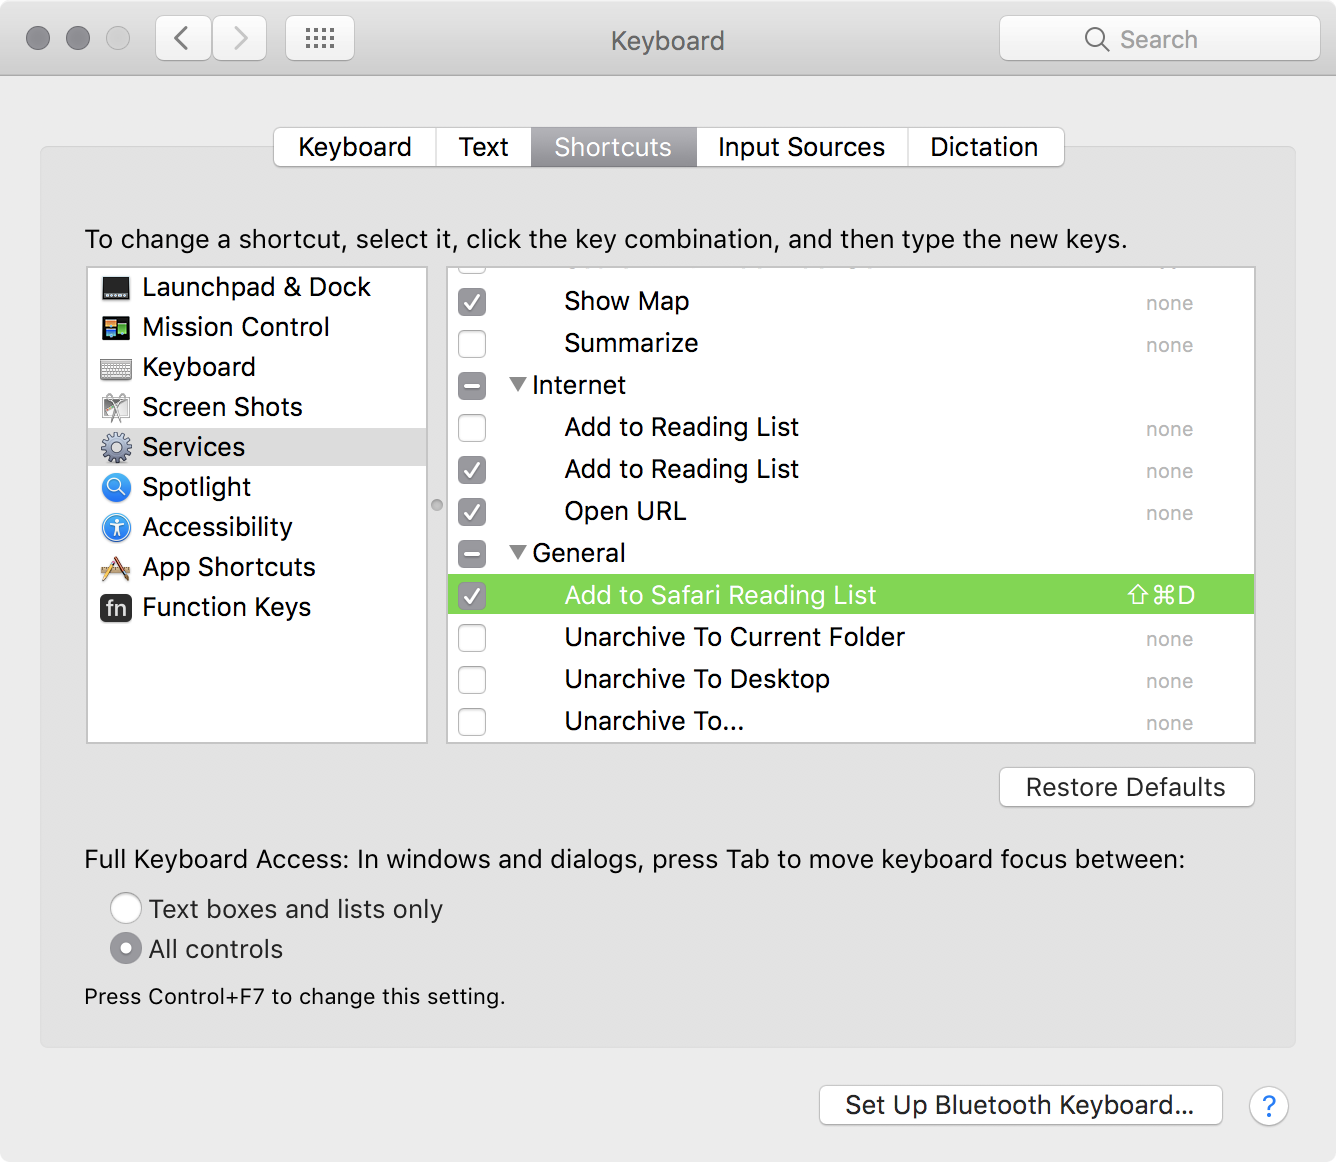 Keyboard
Search
Keyboard Text Shortcuts Input Sources Dictation
To change a shortcut, select it, click the key combination, and then type the new keys.
Launchpad & Dock
Mission Control
Keyboard
Screen Shots
Services
Spotlight
Accessibility
App Shortcuts
fn Function Keys
Show Map none
Summarize none
Internet
Add to Reading List none
Add to Reading List none
Open URL none
General
Add to Safari Reading List ⇧⌘D
Unarchive To Current Folder none
Unarchive To Desktop none
Unarchive To... none
Restore Defaults
Full Keyboard Access: In windows and dialogs, press Tab to move keyboard focus between:
Text boxes and lists only
All controls
Press Control+F7 to change this setting.
Set Up Bluetooth Keyboard... ?